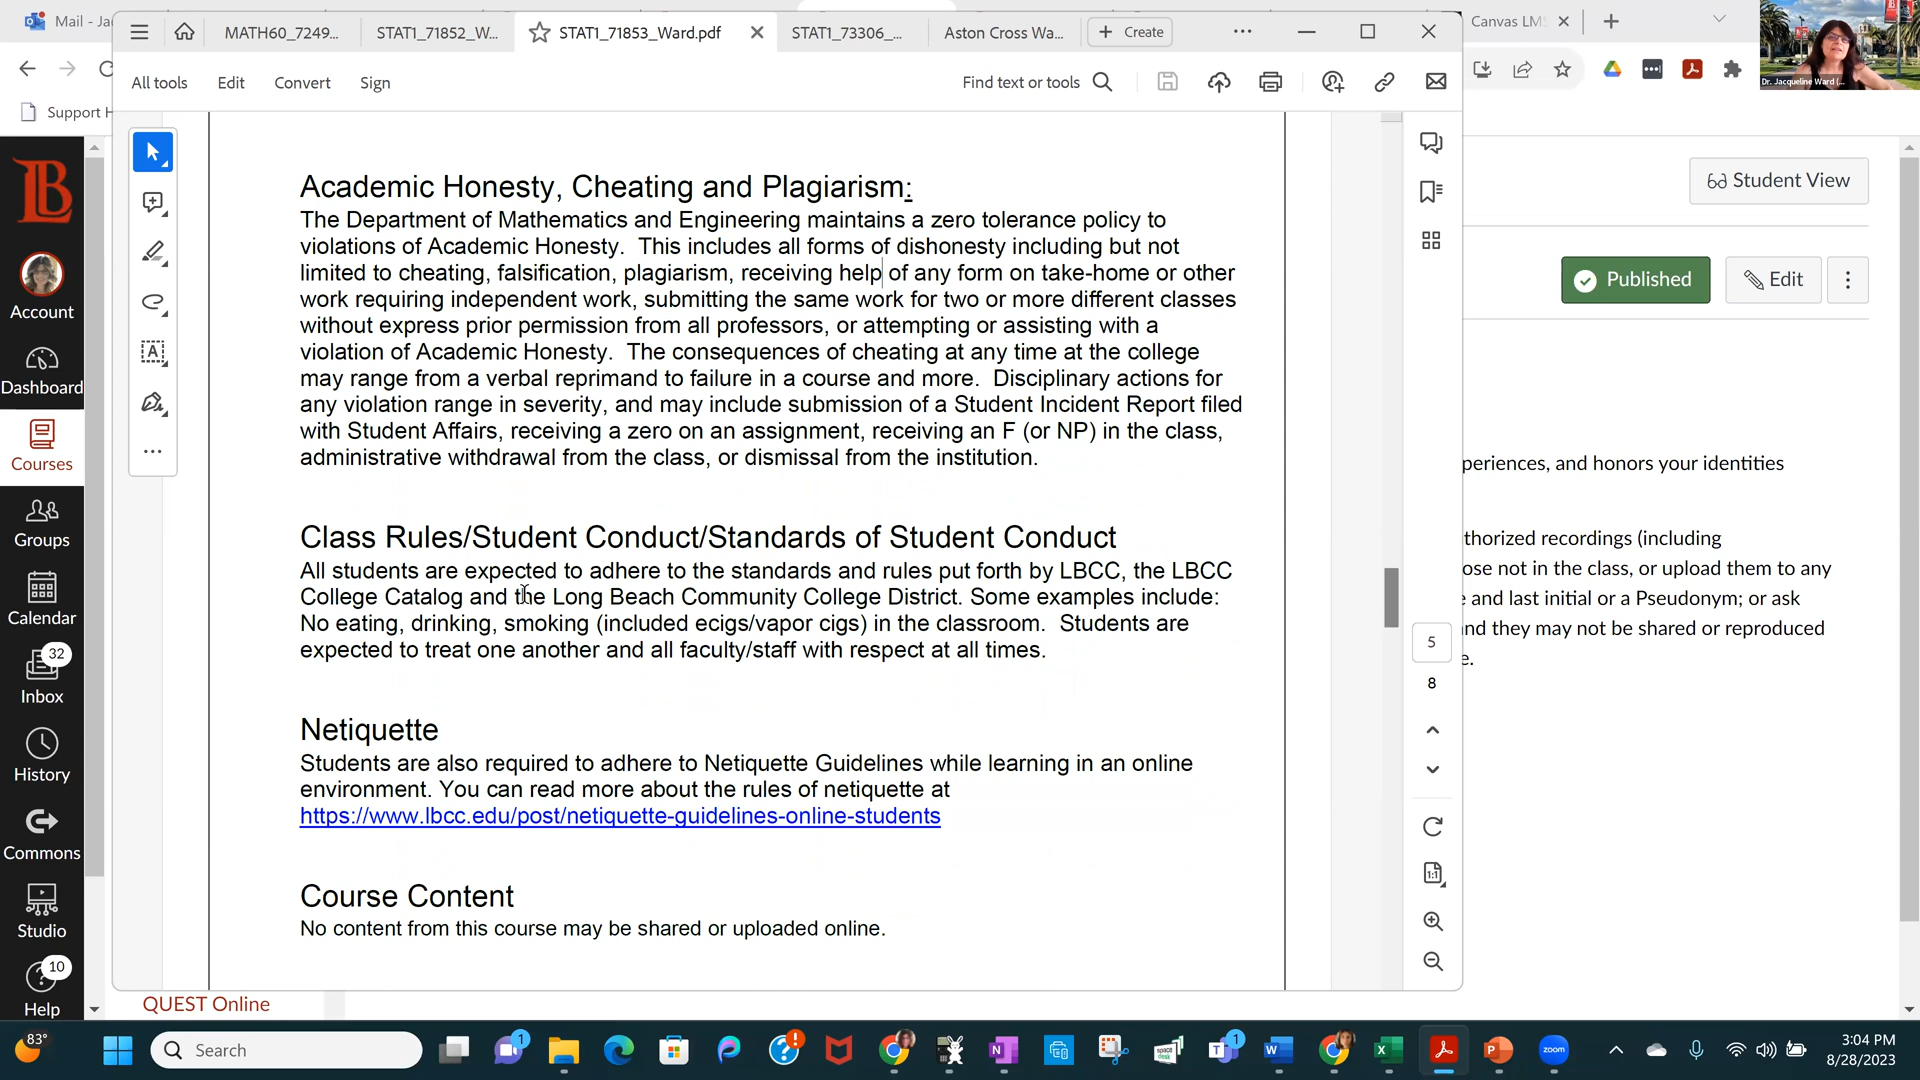 Mail - Ja
MATH60_7249...
STAT1_71852_W...
STAT1_71853_Ward.pdf
STAT1_73306_...
Aston Cross Wa...
Create
Canvas LM
All tools
Edit
Convert
Sign
Find text or tools
Dr. Jacqueline Ward (...
Support H
Academic Honesty, Cheating and Plagiarism:
The Department of Mathematics and Engineering maintains a zero tolerance policy to
violations of Academic Honesty. This includes all forms of dishonesty including but not
limited to cheating, falsification, plagiarism, receiving help of any form on take-home or other
work requiring independent work, submitting the same work for two or more different classes
without express prior permission from all professors, or attempting or assisting with a
violation of Academic Honesty. The consequences of cheating at any time at the college
may range from a verbal reprimand to failure in a course and more. Disciplinary actions for
any violation range in severity, and may include submission of a Student Incident Report filed
with Student Affairs, receiving a zero on an assignment, receiving an F (or NP) in the class,
administrative withdrawal from the class, or dismissal from the institution.
Class Rules/Student Conduct/Standards of Student Conduct
All students are expected to adhere to the standards and rules put forth by LBCC, the LBCC
College Catalog and the Long Beach Community College District. Some examples include:
No eating, drinking, smoking (included ecigs/vapor cigs) in the classroom. Students are
expected to treat one another and all faculty/staff with respect at all times.
Netiquette
Students are also required to adhere to Netiquette Guidelines while learning in an online
environment. You can read more about the rules of netiquette at
https://www.lbcc.edu/post/netiquette-guidelines-online-students
Course Content
No content from this course may be shared or uploaded online.
5
8
1:1
LB
Account
Dashboard
Courses
Groups
Calendar
32
Inbox
History
Commons
Studio
10
Help
QUEST Online
Student View
Published
Edit
periences, and honors your identities
thorized recordings (including
ose not in the class, or upload them to any
e and last initial or a Pseudonym; or ask
nd they may not be shared or reproduced
e.
83°
Search
1
1
zoom
3:04 PM
8/28/2023